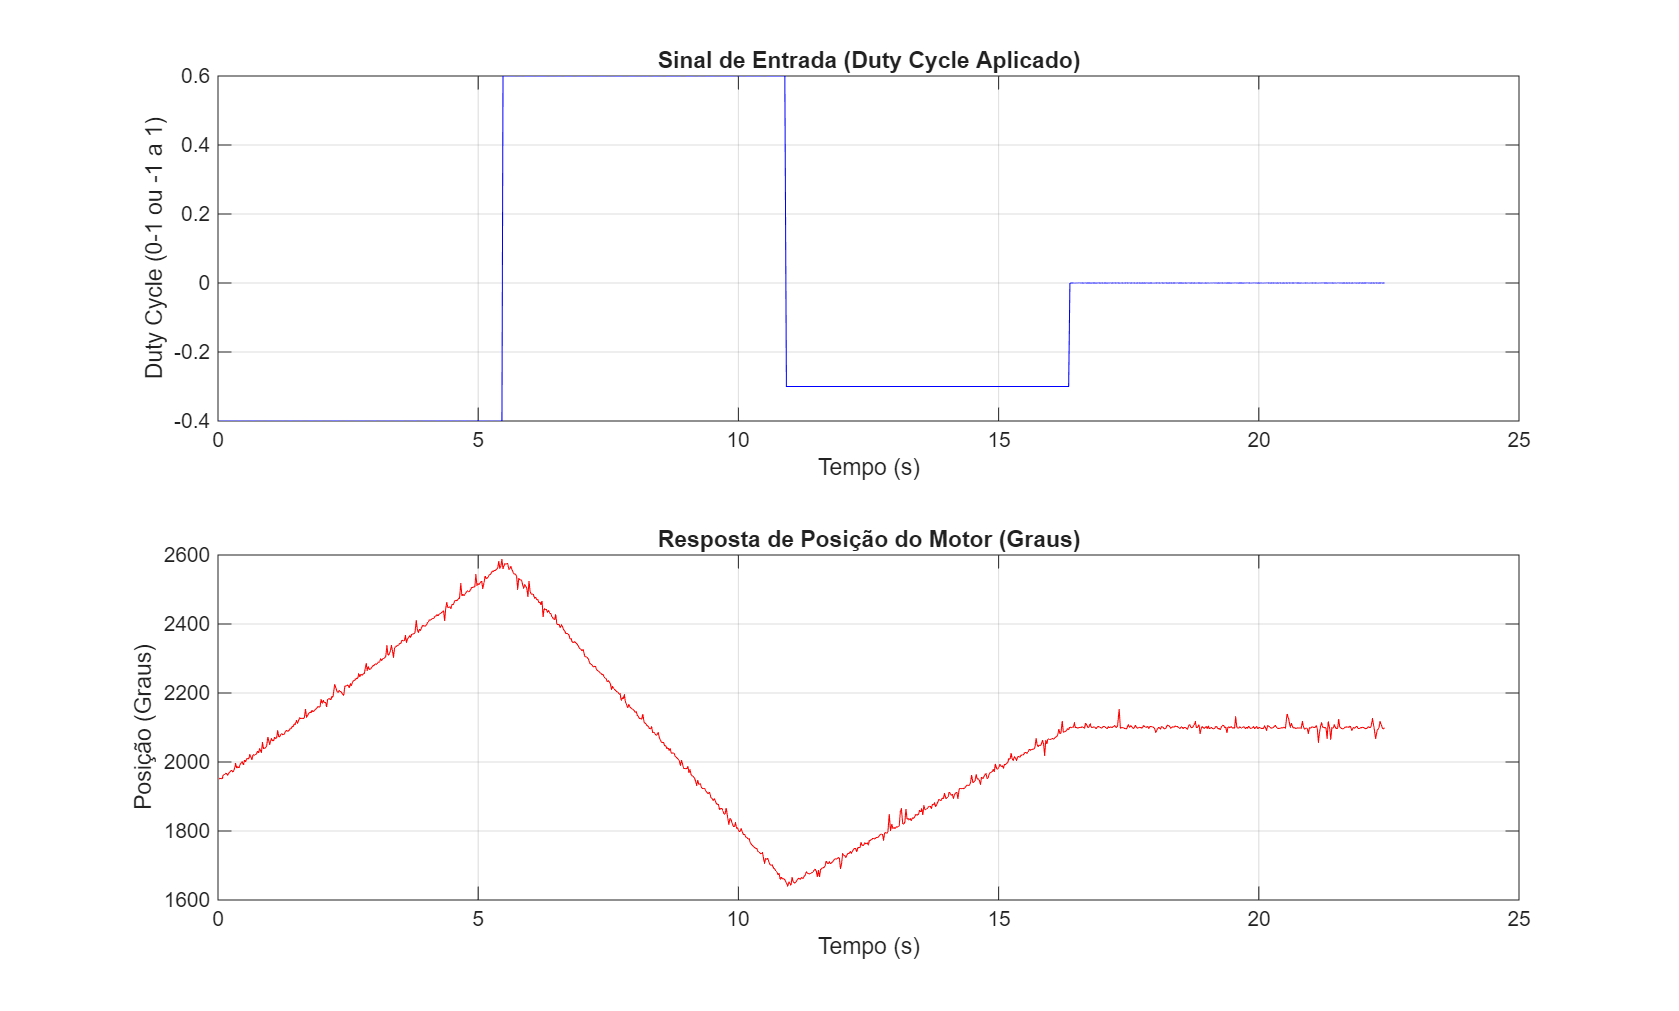 Sinal de Entrada (Duty Cycle Aplicado)
Duty Cycle (0-1 ou -1 a 1)
0.6
0.4
0.2
0
-0.2
-0.4
0 5 10 15 20 25
Tempo (s)
Resposta de Posição do Motor (Graus)
Posição (Graus)
2600
2400
2200
2000
1800
1600
0 5 10 15 20 25
Tempo (s)